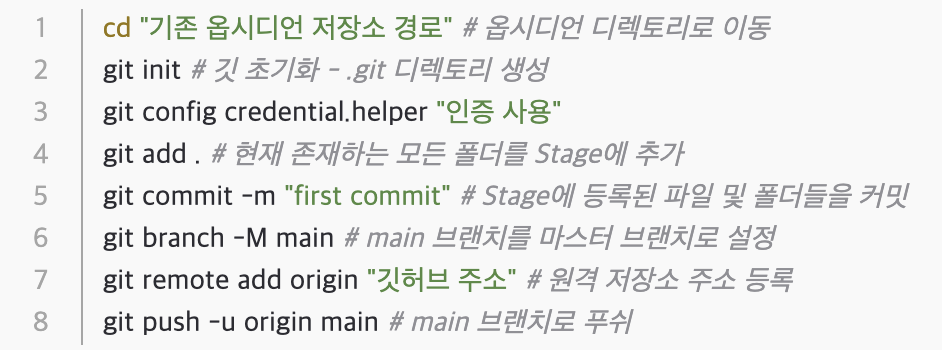 1 cd "기존 옵시디언 저장소 경로" # 옵시디언 디렉토리로 이동
2 git init # 깃 초기화 - .git 디렉토리 생성
3 git config credential.helper "인증 사용"
4 git add . # 현재 존재하는 모든 폴더를 Stage에 추가
5 git commit -m "first commit" # Stage에 등록된 파일 및 폴더들을 커밋
6 git branch -M main # main 브랜치를 마스터 브랜치로 설정
7 git remote add origin "깃허브 주소" # 원격 저장소 주소 등록
8 git push -u origin main # main 브랜치로 푸쉬